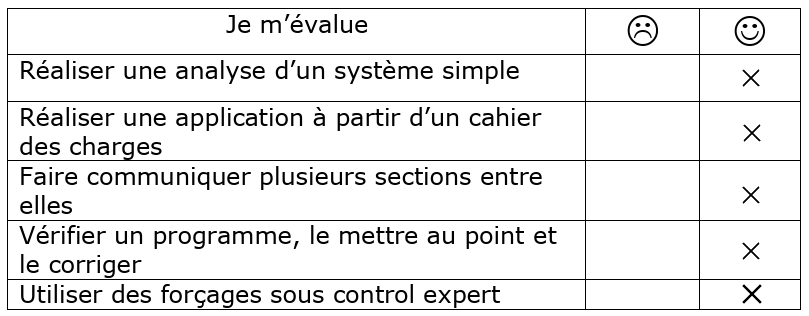 Je m’évalue ☹ ☺
Réaliser une analyse d’un système simple ×
Réaliser une application à partir d’un cahier
des charges ×
Faire communiquer plusieurs sections entre
elles ×
Vérifier un programme, le mettre au point et
le corriger ×
Utiliser des forçages sous control expert ×